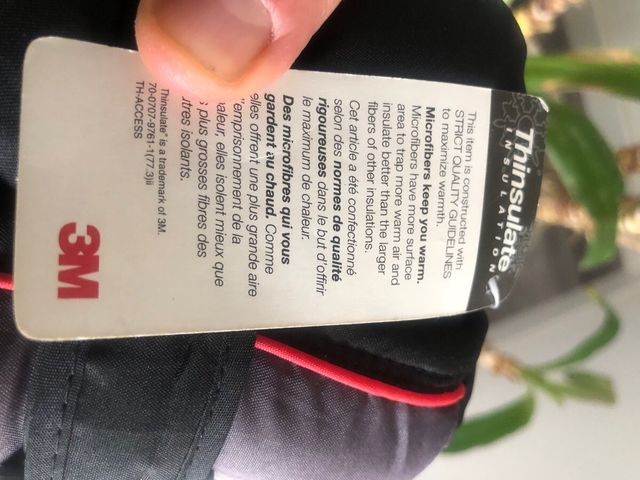 Thinsulate
INSULATION
This item is constructed with
STRICT QUALITY GUIDELINES
to maximize warmth.
Microfibers keep you warm.
Microfibers have more surface
area to trap more warm air and
insulate better than the larger
fibers of other insulations.
Cet article a été confectionné
selon des normes de qualité
rigoureuses dans le but d'offrir
le maximum de chaleur.
Des microfibres qui vous
gardent au chaud. Comme
elles offrent une plus grande aire
d'emprisonnement de la
valeur, elles isolent mieux que
plus grosses fibres des
utres isolants.
Thinsulate" is a trademark of 3M.
70-0707-9761-1(77.3)ii
TH-ACCESS
3M